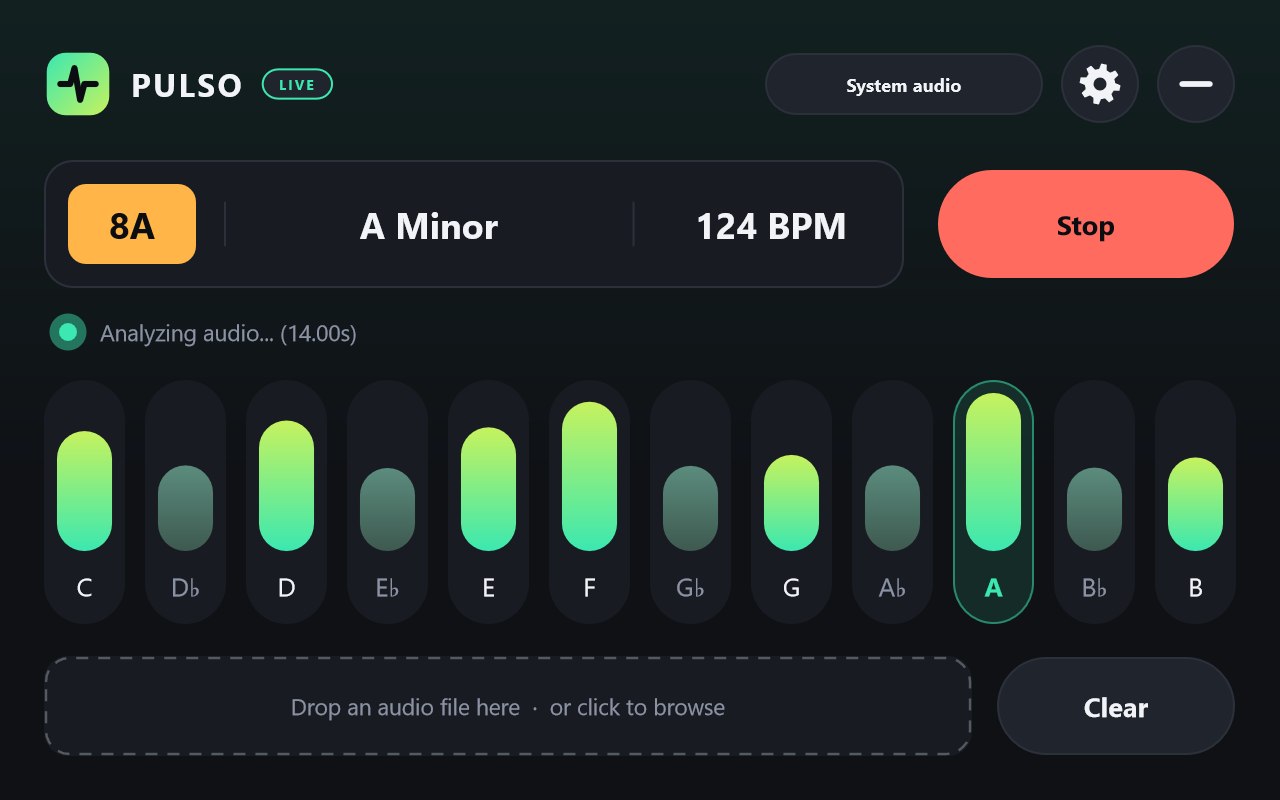 PULSO LIVE System audio
8A A Minor 124 BPM Stop
Analyzing audio... (14.00s)
C D♭ D E♭ E F G♭ G A♭ A B♭ B
Drop an audio file here · or click to browse Clear